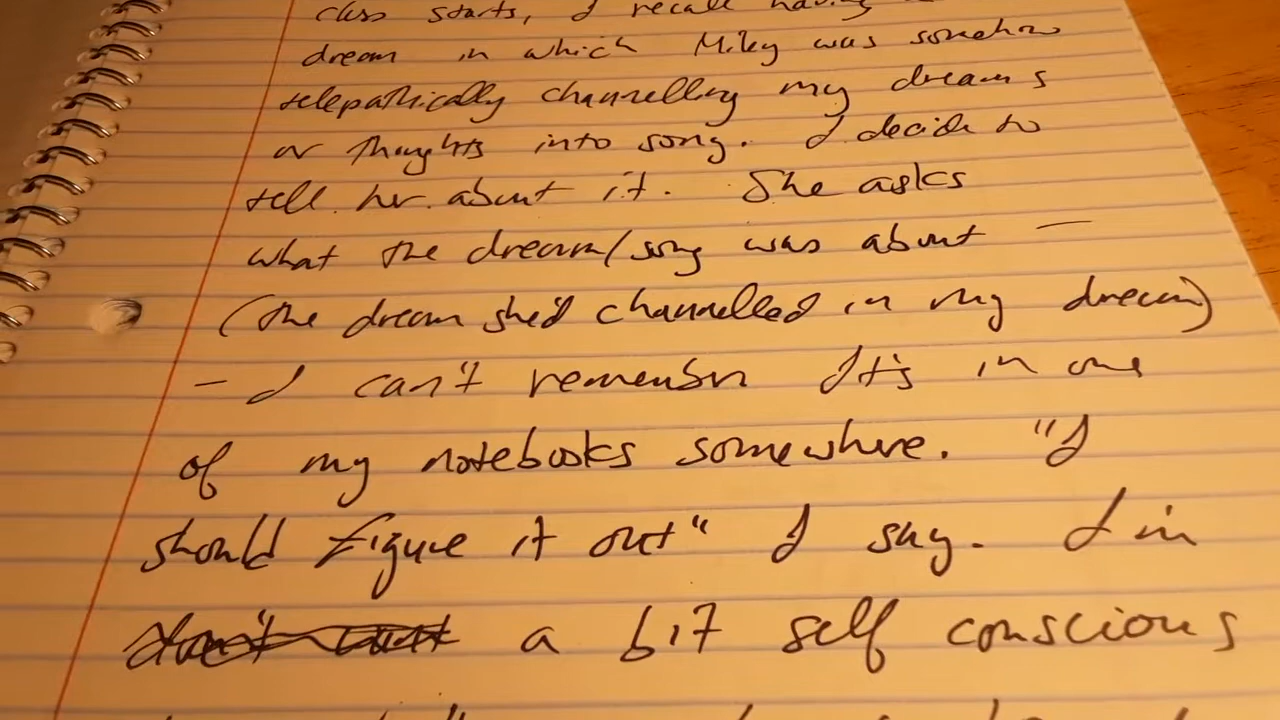 class starts, I recall having
dream in which Miley was somehow
telepathically channelling my dreams
or thoughts into song. I decide to
tell her about it. She asks
what the dream/song was about —
(the dream she'd channelled in my dream)
– I can't remember It's in one
of my notebooks somewhere. "I
should figure it out" I say. I'm
a bit self conscious